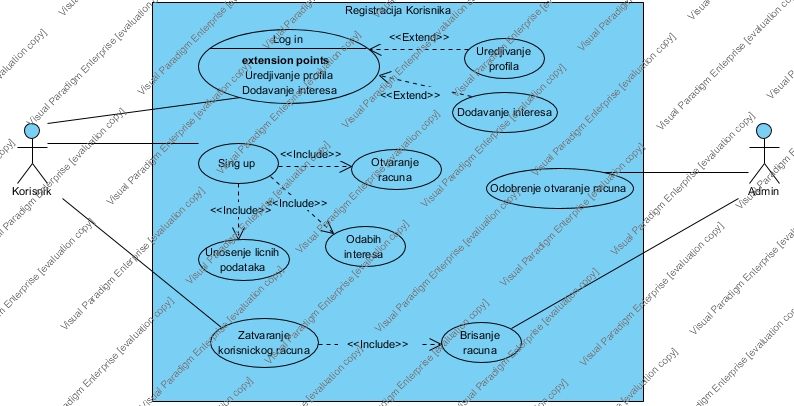 Registracija Korisnika
Log in
extension points
Uredjivanje profila
Dodavanje interesa
<<Extend>>
Uredjivanje
profila
<<Extend>>
Dodavanje interesa
Korisnik
Sing up
<<Include>>
Otvaranje
racuna
Odobrenje otvaranje racuna
Admin
<<Include>>
<<Include>>
Unosenje licnih
podataka
Odabih
interesa
Zatvaranje
korisnickog racuna
<<Include>>
Brisanje
racuna
Visual Paradigm Enterprise [evaluation copy]